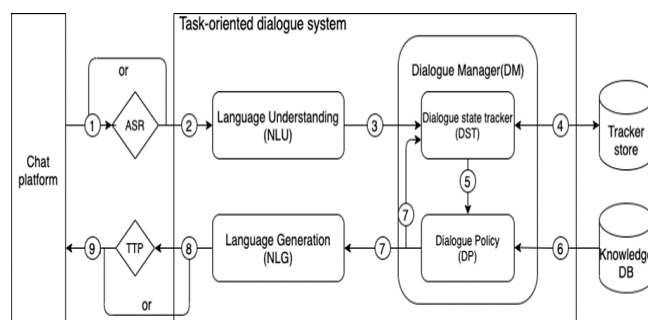 Task-oriented dialogue system
or
Dialogue Manager(DM)
1
ASR
2
Language Understanding
(NLU)
3
Dialogue state tracker
(DST)
4
Tracker
store
Chat
platform
5
7
9
TTP
8
Language Generation
(NLG)
7
Dialogue Policy
(DP)
6
Knowledge
DB
or